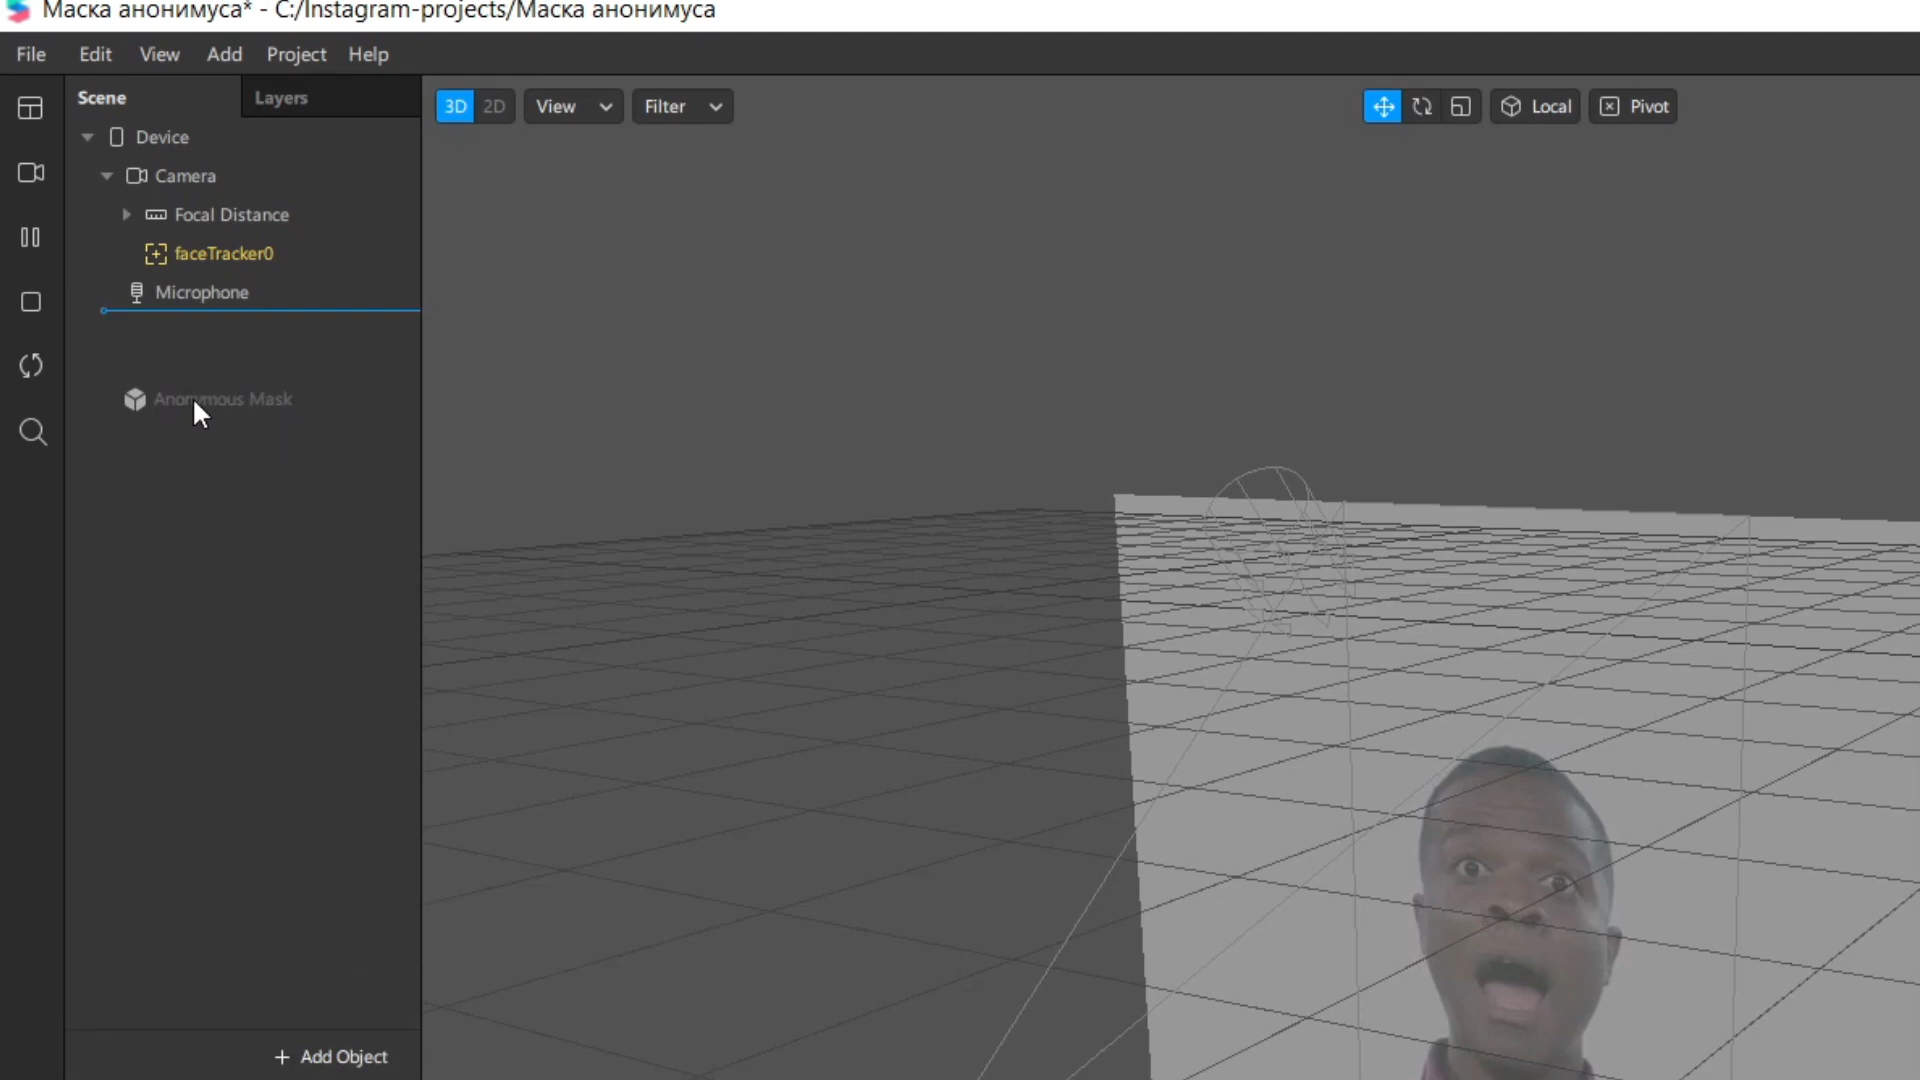 Маска анонимуса* - C:/Instagram-projects/Маска анонимуса
File Edit View Add Project Help
Scene Layers
3D 2D View Filter Local Pivot
Device
Camera
Focal Distance
faceTracker0
Microphone
Anonymous Mask
+ Add Object